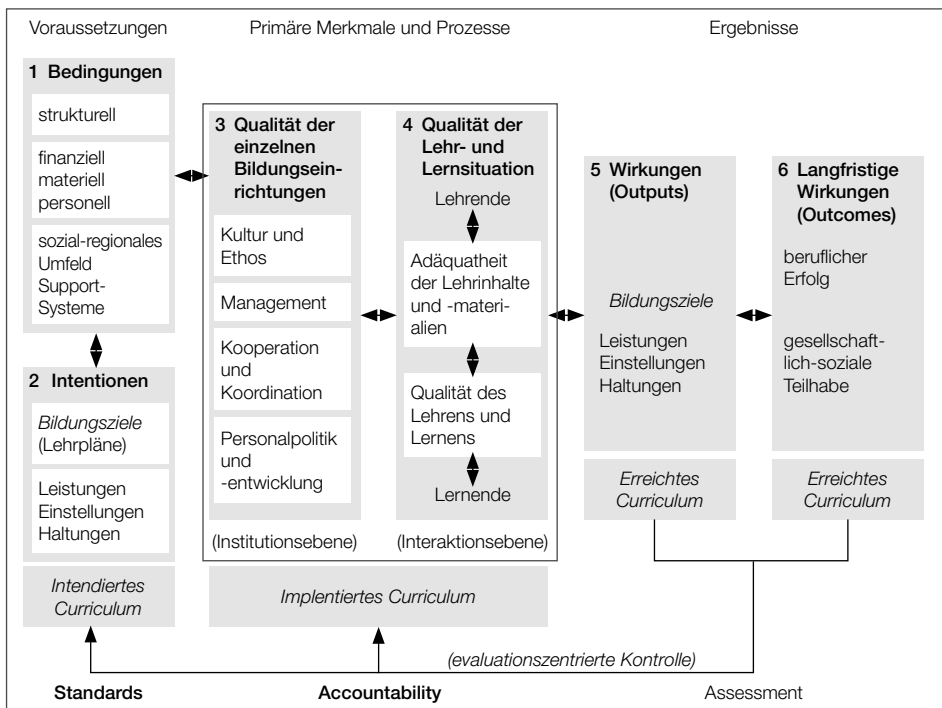 Voraussetzungen
Primäre Merkmale und Prozesse
Ergebnisse
1 Bedingungen
strukturell
finanziell
materiell
personell
sozial-regionales
Umfeld
Support-
Systeme
2 Intentionen
Bildungsziele
(Lehrpläne)
Leistungen
Einstellungen
Haltungen
Intendiertes
Curriculum
3 Qualität der
einzelnen
Bildungsein-
richtungen
Kultur und
Ethos
Management
Kooperation
und
Koordination
Personalpolitik
und
-entwicklung
(Institutionsebene)
4 Qualität der
Lehr- und
Lernsituation
Lehrende
Adäquatheit
der Lehrinhalte
und -materi-
alien
Qualität des
Lehrens und
Lernens
Lernende
(Interaktionsebene)
Implentiertes Curriculum
5 Wirkungen
(Outputs)
Bildungsziele
Leistungen
Einstellungen
Haltungen
Erreichtes
Curriculum
6 Langfristige
Wirkungen
(Outcomes)
beruflicher
Erfolg
gesellschaft-
lich-soziale
Teilhabe
Erreichtes
Curriculum
(evaluationszentrierte Kontrolle)
Standards
Accountability
Assessment